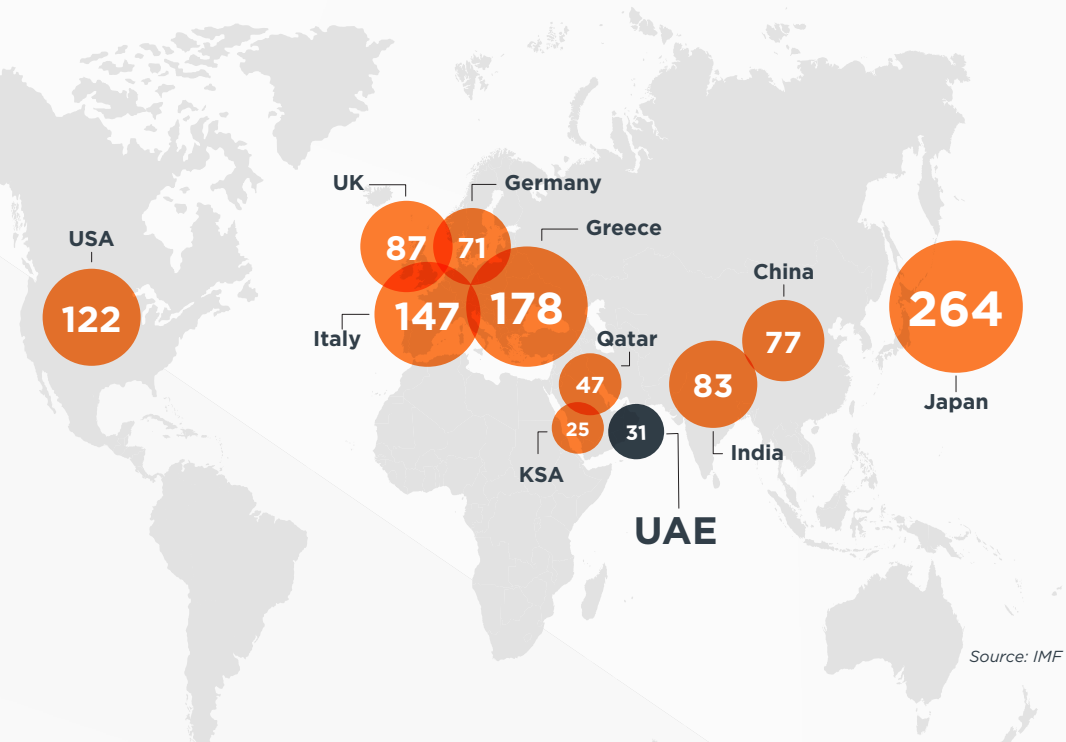 UK
Germany
Greece
USA
87
71
122
147
178
Italy
Qatar
China
77
264
Japan
47
83
India
25
31
KSA
UAE
Source: IMF